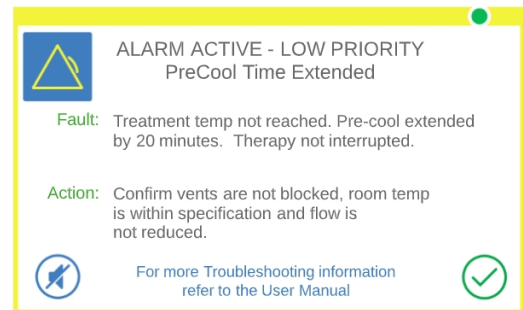 ALARM ACTIVE - LOW PRIORITY
PreCool Time Extended
Fault: Treatment temp not reached. Pre-cool extended
by 20 minutes.  Therapy not interrupted.
Action: Confirm vents are not blocked, room temp
is within specification and flow is
not reduced.
For more Troubleshooting information
refer to the User Manual